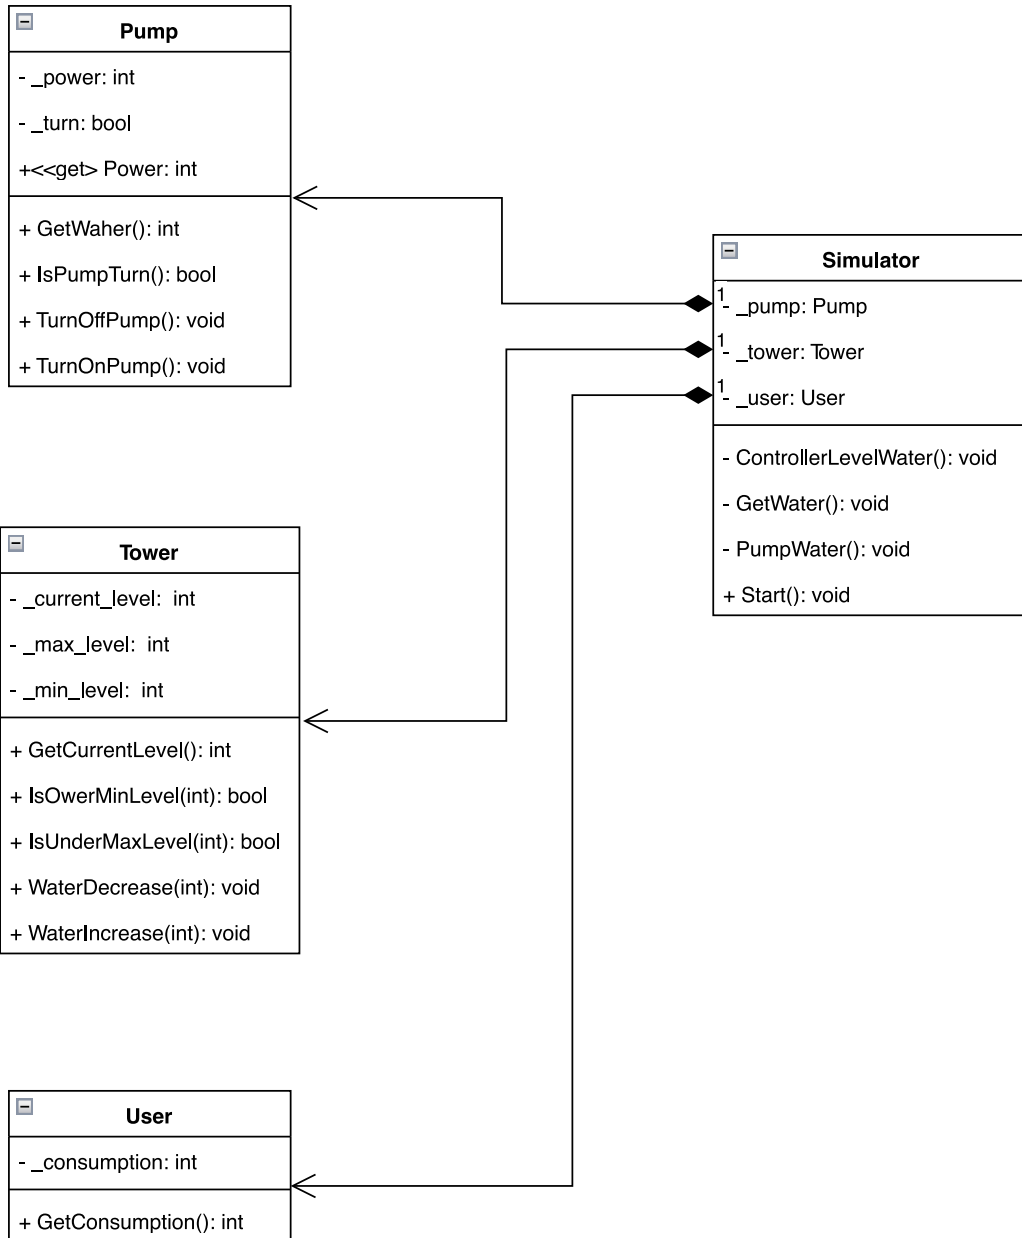 Pump
- _power: int
- _turn: bool
+<<get> Power: int
+ GetWaher(): int
+ IsPumpTurn(): bool
+ TurnOffPump(): void
+ TurnOnPump(): void
Simulator
1
- _pump: Pump
1
- _tower: Tower
1
- _user: User
- ControllerLevelWater(): void
- GetWater(): void
- PumpWater(): void
+ Start(): void
Tower
- _current_level: int
- _max_level: int
- _min_level: int
+ GetCurrentLevel(): int
+ IsOwerMinLevel(int): bool
+ IsUnderMaxLevel(int): bool
+ WaterDecrease(int): void
+ WaterIncrease(int): void
User
- _consumption: int
+ GetConsumption(): int